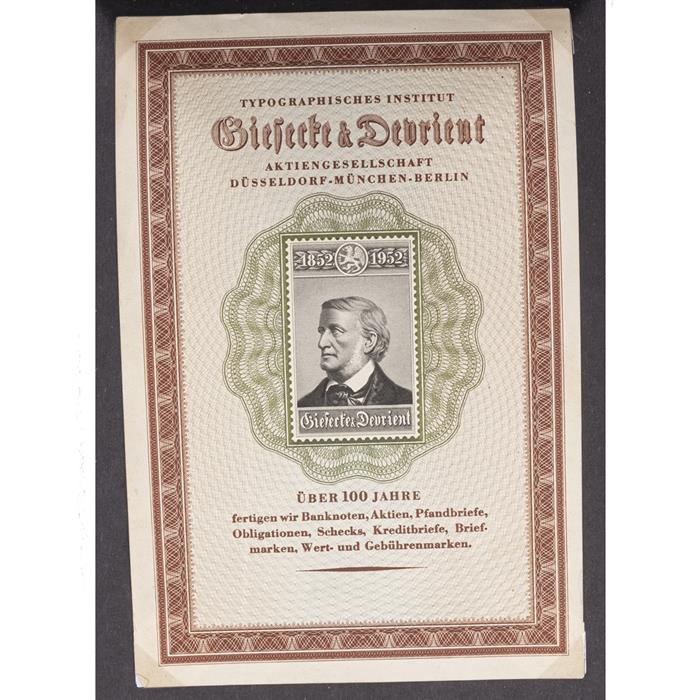 TYPOGRAPHISCHES INSTITUT
Giesecke & Devrient
AKTIENGESELLSCHAFT
DÜSSELDORF-MÜNCHEN-BERLIN
1852 1952
Giesecke & Devrient
ÜBER 100 JAHRE
fertigen wir Banknoten, Aktien, Pfandbriefe,
Obligationen, Schecks, Kreditbriefe, Brief-
marken, Wert- und Gebührenmarken.